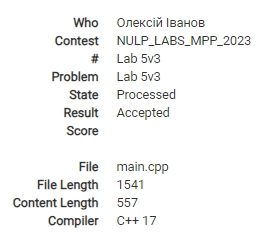 Who Олексій Іванов
Contest NULP_LABS_MPP_2023
# Lab 5v3
Problem Lab 5v3
State Processed
Result Accepted
Score
File main.cpp
File Length 1541
Content Length 557
Compiler C++ 17